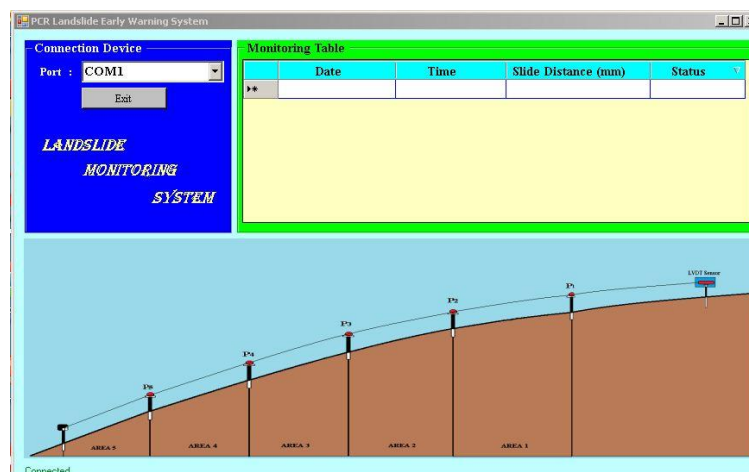 PCR Landslide Early Warning System
Connection Device
Port : COM1
Exit
LANDSLIDE
MONITORING
SYSTEM
Monitoring Table
Date Time Slide Distance (mm) Status
LVDT Sensor
P1
P2
P3
P4
P5
AREA 5 AREA 4 AREA 3 AREA 2 AREA 1
Connected